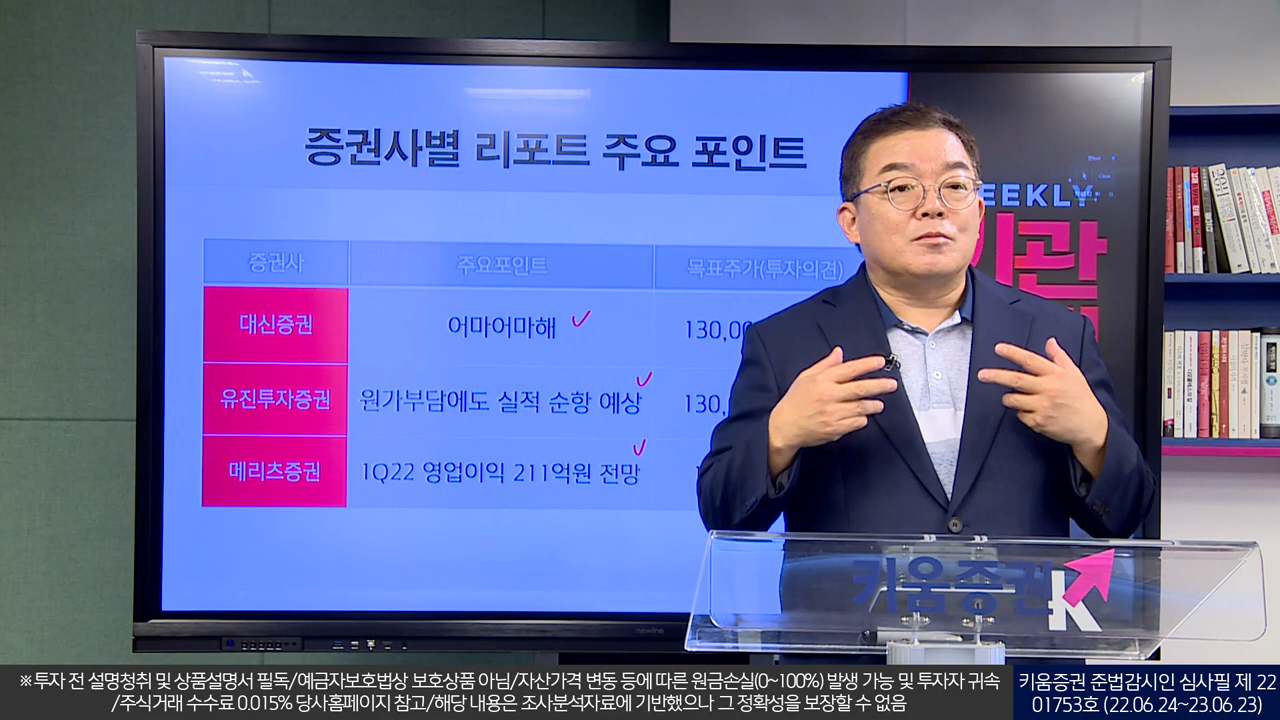 증권사별 리포트 주요 포인트
EEKLY
관
증권사 주요포인트 목표주가(투자의견)
대신증권 어마어마해 130,00
유진투자증권 원가부담에도 실적 순항 예상 130,
메리츠증권 1Q22 영업이익 211억원 전망
키움증권 K
newline
※투자 전 설명청취 및 상품설명서 필독/예금자보호법상 보호상품 아님/자산가격 변동 등에 따른 원금손실(0~100%) 발생 가능 및 투자자 귀속
/주식거래 수수료 0.015% 당사홈페이지 참고/해당 내용은 조사분석자료에 기반했으나 그 정확성을 보장할 수 없음
키움증권 준법감시인 심사필 제 22
01753호 (22.06.24~23.06.23)